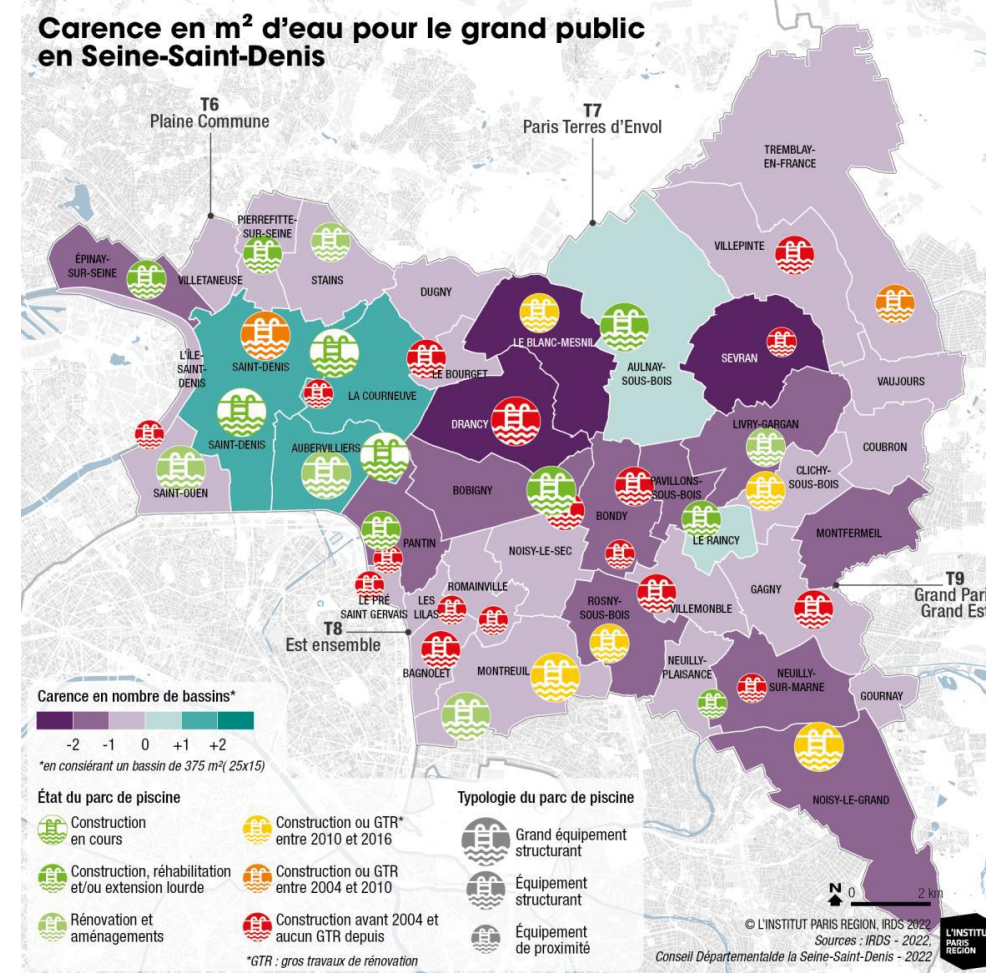 Carence en m² d'eau pour le grand public
en Seine-Saint-Denis
T6
Plaine Commune
T7
Paris Terres d'Envol
TREMBLAY-
EN-FRANCE
PIERREFITTE-
SUR-SEINE
VILLEPINTE
ÉPINAY-
SUR-SEINE
VILLETANEUSE
STAINS
DUGNY
LE BLANC-MESNIL
L'ÎLE-
SAINT-
DENIS
SAINT-DENIS
LE BOURGET
AULNAY-
SOUS-BOIS
SEVRAN
VAUJOURS
LA COURNEUVE
DRANCY
LIVRY-GARGAN
COUBRON
SAINT-DENIS
AUBERVILLIERS
CLICHY-
SOUS-BOIS
SAINT-OUEN
BOBIGNY
PAVILLONS-
SOUS-BOIS
BONDY
LE RAINCY
MONTFERMEIL
PANTIN
NOISY-LE-SEC
T9
Grand Pari
Grand Est
ROMAINVILLE
GAGNY
LE PRÉ
SAINT GERVAIS
LES
LILAS
ROSNY-
SOUS-BOIS
VILLEMONBLE
T8
Est ensemble
BAGNOLET
MONTREUIL
NEUILLY-
PLAISANCE
NEUILLY-
SUR-MARNE
GOURNAY
NOISY-LE-GRAND
Carence en nombre de bassins*
-2 -1 0 +1 +2
*en considérant un bassin de 375 m²( 25x15)
État du parc de piscine
Construction
en cours
Construction, réhabilitation
et/ou extension lourde
Rénovation et
aménagements
Construction ou GTR*
entre 2010 et 2016
Construction ou GTR
entre 2004 et 2010
Construction avant 2004 et
aucun GTR depuis
*GTR : gros travaux de rénovation
Typologie du parc de piscine
Grand équipement
structurant
Équipement
structurant
Équipement
de proximité
N
0 2 km
© L'INSTITUT PARIS REGION, IRDS 2022
Sources : IRDS - 2022,
Conseil Départementalde la Seine-Saint-Denis - 2022
L'INSTITU
PARIS
REGION